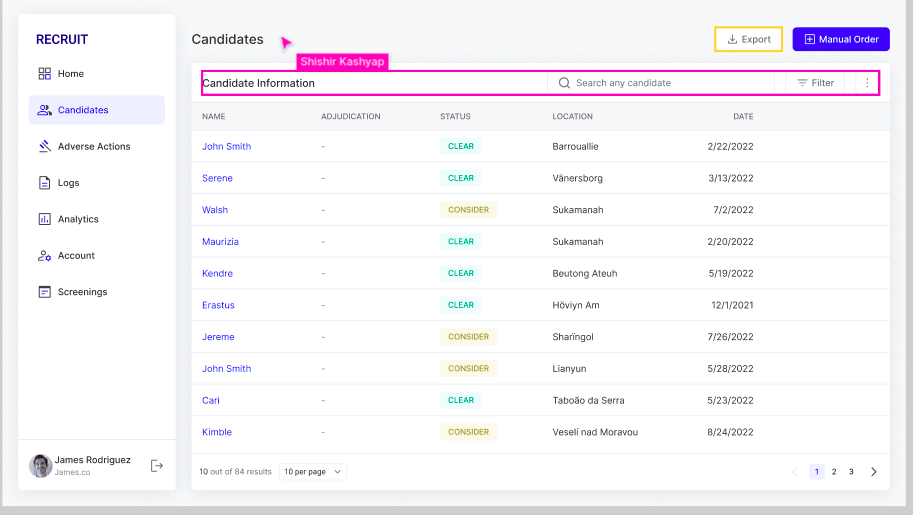 RECRUIT
Home
Candidates
Adverse Actions
Logs
Analytics
Account
Screenings
James Rodriguez
James.co
Candidates
Shishir Kashyap
Export
Manual Order
Candidate Information
Search any candidate
Filter
NAME ADJUDICATION STATUS LOCATION DATE
John Smith - CLEAR Barrouallie 2/22/2022
Serene - CLEAR Vänersborg 3/13/2022
Walsh - CONSIDER Sukamanah 7/2/2022
Maurizia - CLEAR Sukamanah 2/20/2022
Kendre - CLEAR Beutong Ateuh 5/19/2022
Erastus - CLEAR Höviyn Am 12/1/2021
Jereme - CONSIDER Sharïngol 7/26/2022
John Smith - CONSIDER Lianyun 5/28/2022
Cari - CLEAR Taboão da Serra 5/23/2022
Kimble - CONSIDER Veselí nad Moravou 8/24/2022
10 out of 84 results 10 per page 1 2 3